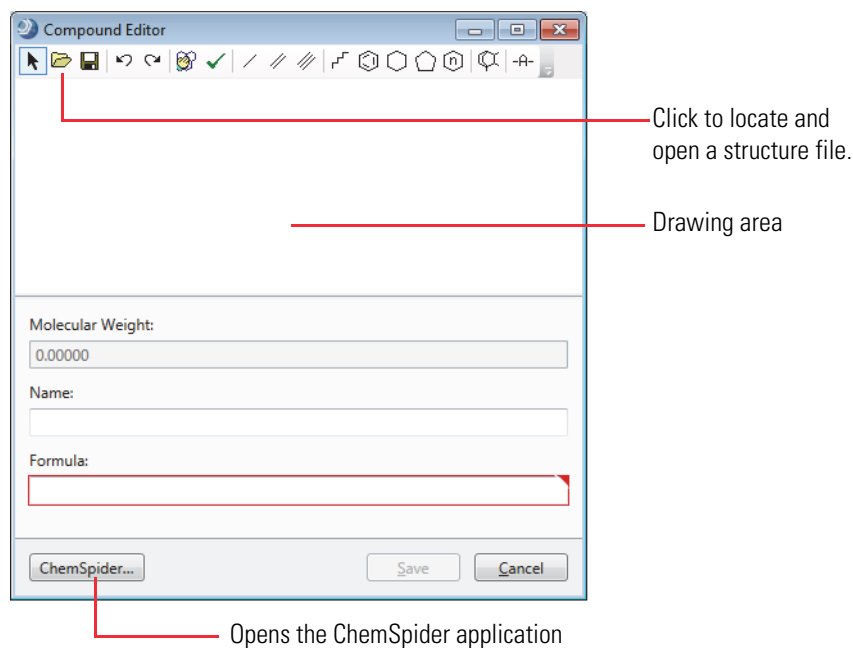 Compound Editor
n
-A-
Click to locate and
open a structure file.
Drawing area
Molecular Weight:
0.00000
Name:
Formula:
ChemSpider...
Save
Cancel
Opens the ChemSpider application